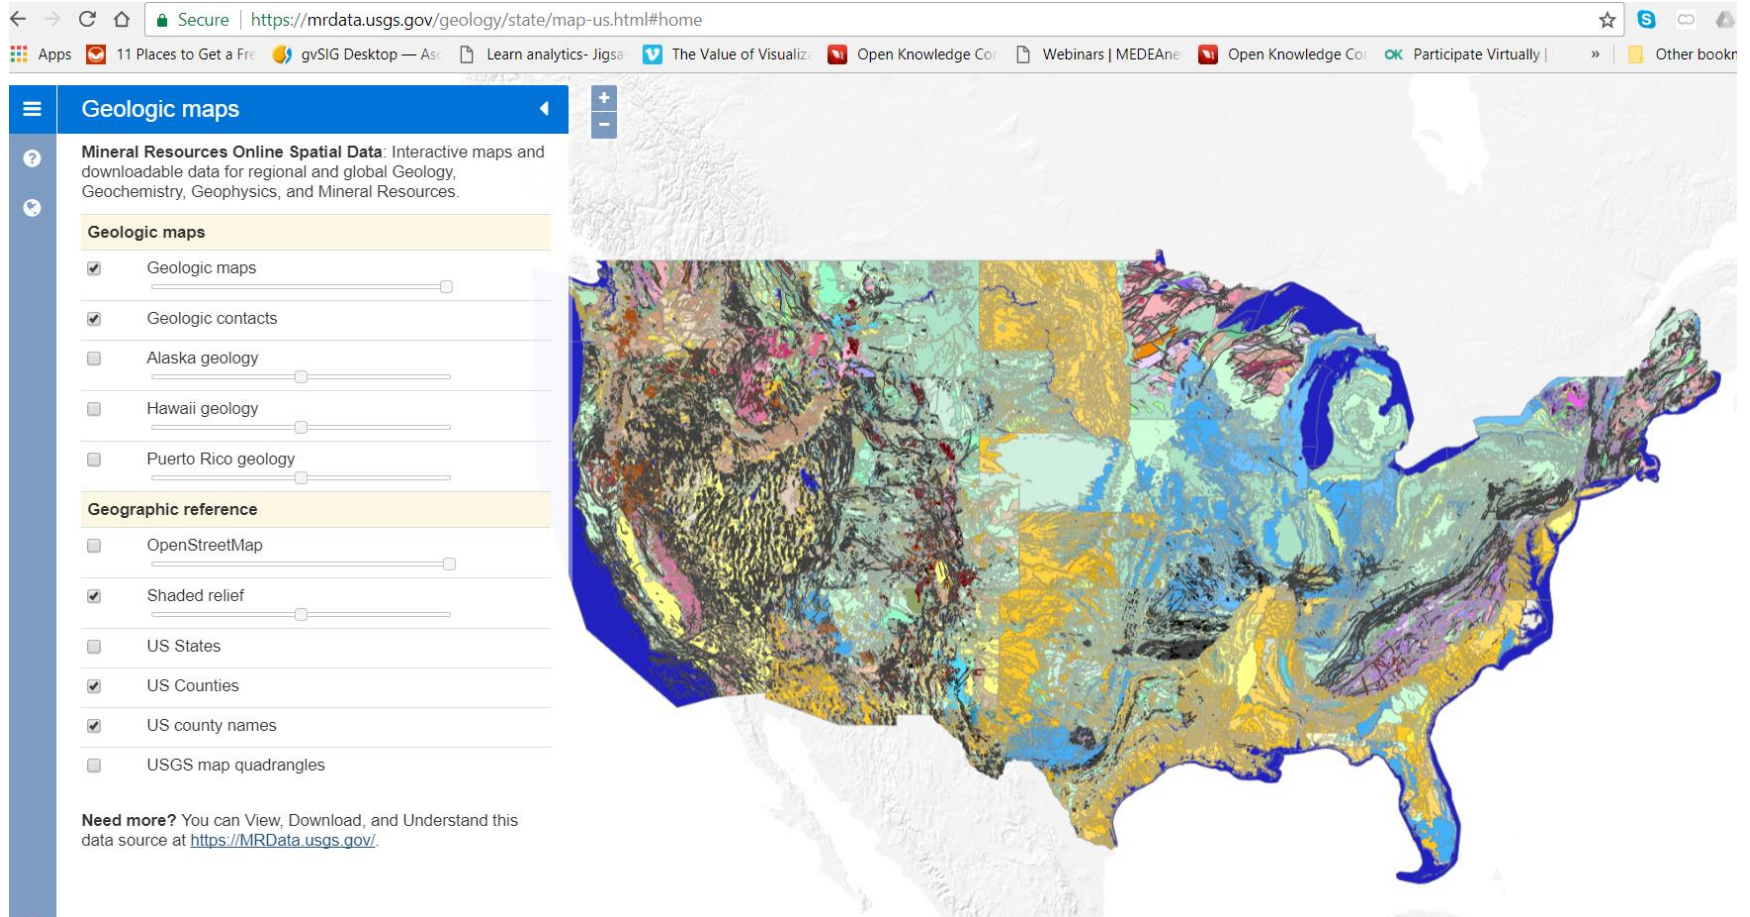 Secure | https://mrdata.usgs.gov/geology/state/map-us.html#home
Apps 11 Places to Get a Fre gvSIG Desktop — Asc Learn analytics- Jigsa The Value of Visualiz Open Knowledge Cor Webinars | MEDEAne Open Knowledge Cor OK Participate Virtually | » Other bookn
Geologic maps
+
−
Mineral Resources Online Spatial Data: Interactive maps and
downloadable data for regional and global Geology,
Geochemistry, Geophysics, and Mineral Resources.
Geologic maps
Geologic maps
Geologic contacts
Alaska geology
Hawaii geology
Puerto Rico geology
Geographic reference
OpenStreetMap
Shaded relief
US States
US Counties
US county names
USGS map quadrangles
Need more? You can View, Download, and Understand this
data source at https://MRData.usgs.gov/.